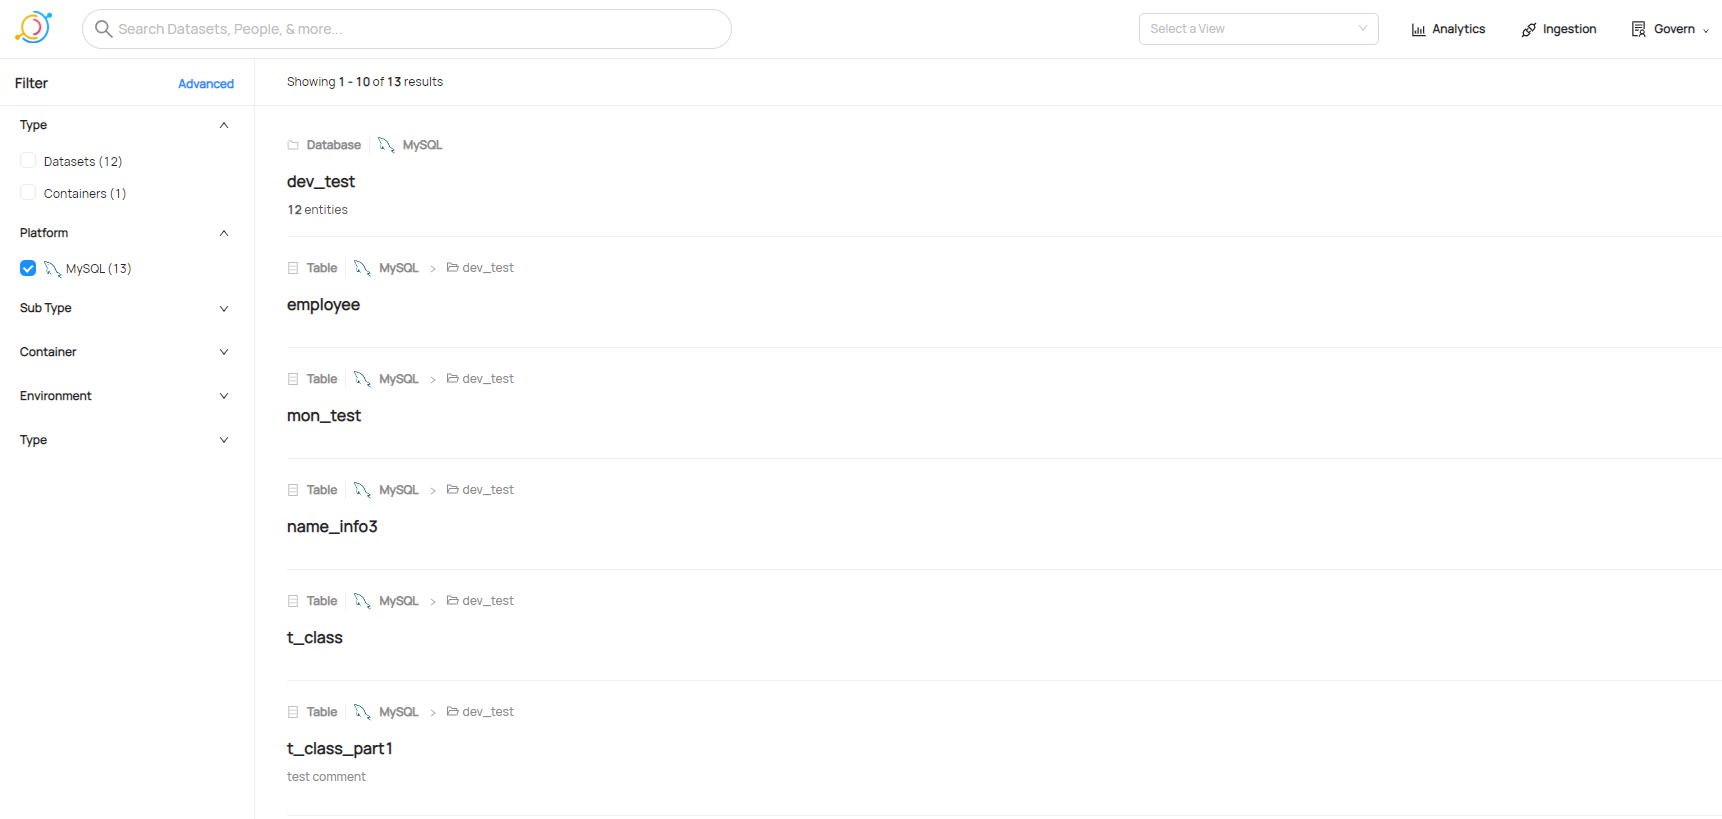 Search Datasets, People, & more...
Select a View
Analytics
Ingestion
Govern
Filter
Advanced
Type
Datasets (12)
Containers (1)
Platform
MySQL (13)
Sub Type
Container
Environment
Type
Showing 1 - 10 of 13 results
Database MySQL
dev_test
12 entities
Table MySQL > dev_test
employee
Table MySQL > dev_test
mon_test
Table MySQL > dev_test
name_info3
Table MySQL > dev_test
t_class
Table MySQL > dev_test
t_class_part1
test comment